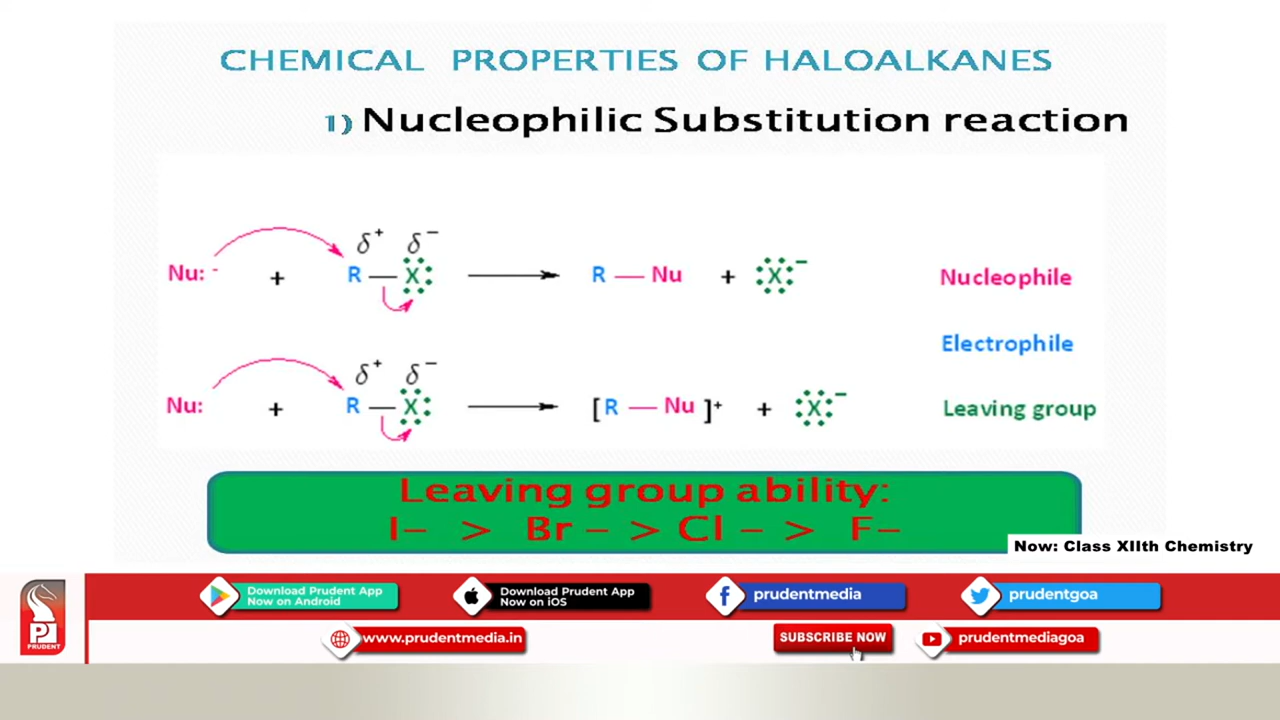 CHEMICAL PROPERTIES OF HALOALKANES
1) Nucleophilic Substitution reaction
δ+ δ−
Nu: - + R — X: → R — Nu + :X:− Nucleophile
Electrophile
δ+ δ−
Nu: + R — X: → [R — Nu]+ + :X:− Leaving group
Leaving group ability:
I− > Br − > Cl − > F−
Now: Class XIIth Chemistry
Download Prudent App
Now on Android
Download Prudent App
Now on iOS
prudentmedia
prudentgoa
PRUDENT
www.prudentmedia.in
SUBSCRIBE NOW
prudentmediagoa